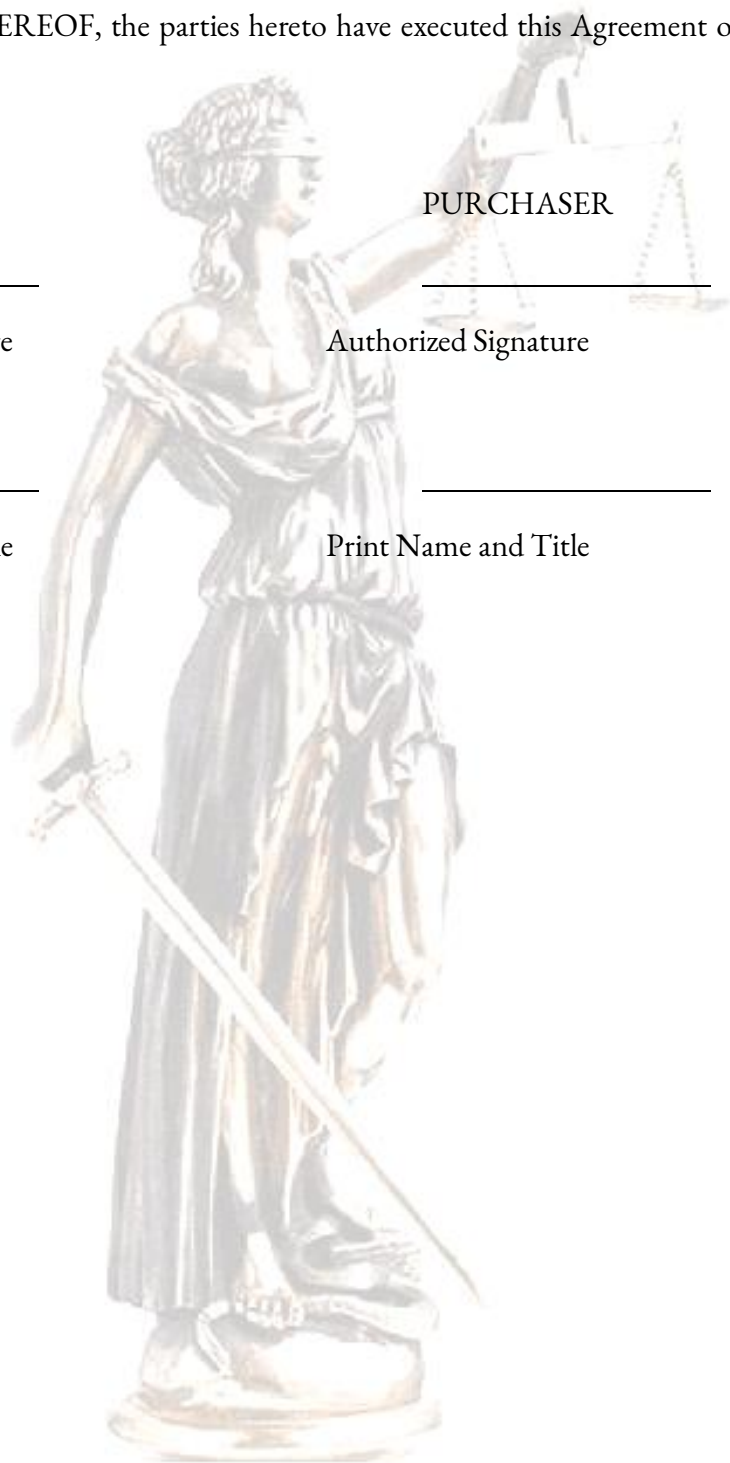 EREOF, the parties hereto have executed this Agreement o
PURCHASER
e Authorized Signature
e Print Name and Title